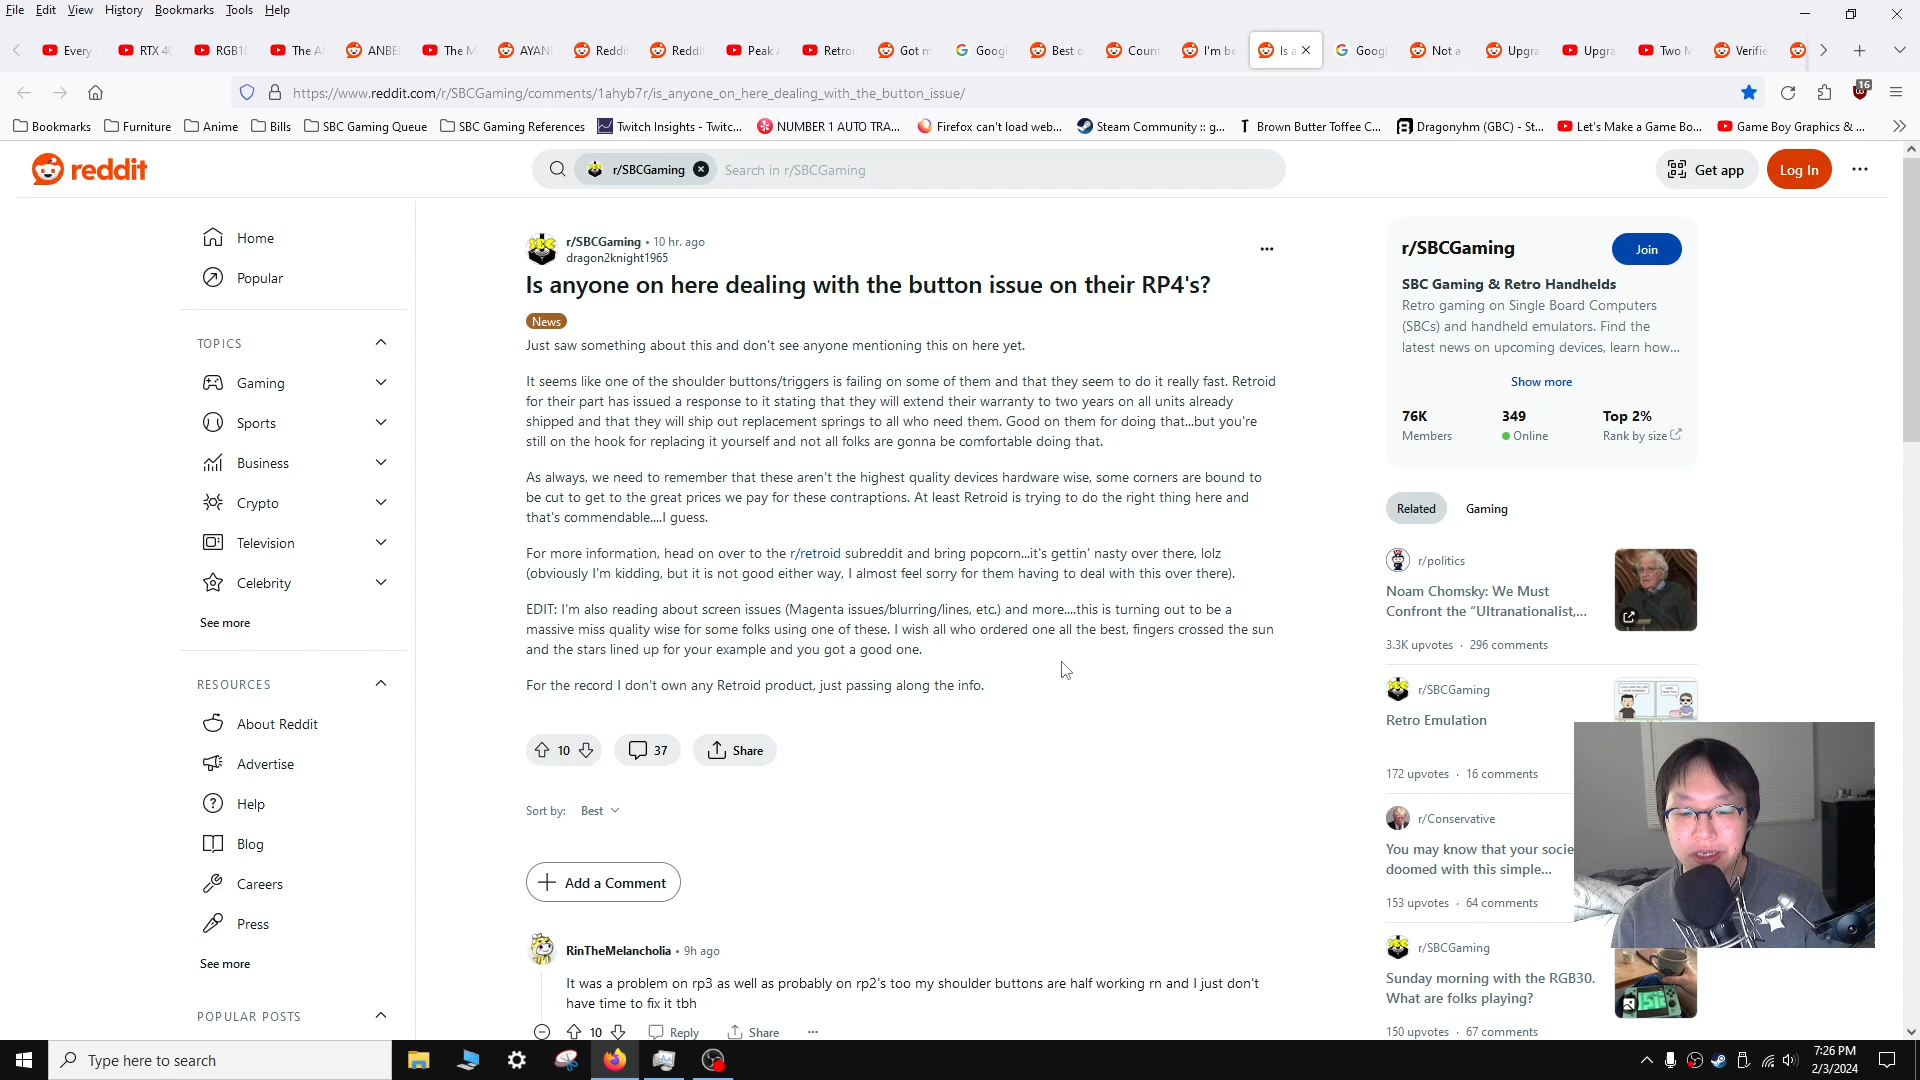 File Edit View History Bookmarks Tools Help
Every RTX 40 RGB1 The A ANBE The M AYAN Reddi Reddi Peak Retroi Got m Googl Best o Coun I'm be Is a Googl Not a Upgra Upgra Two M Verifie
https://www.reddit.com/r/SBCGaming/comments/1ahyb7r/is_anyone_on_here_dealing_with_the_button_issue/
16
Bookmarks Furniture Anime Bills SBC Gaming Queue SBC Gaming References Twitch Insights - Twitc... NUMBER 1 AUTO TRA... Firefox can't load web... Steam Community :: g... Brown Butter Toffee C... Dragonyhm (GBC) - St... Let's Make a Game Bo... Game Boy Graphics & ...
reddit
r/SBCGaming
Search in r/SBCGaming
Get app
Log In
Home
Popular
TOPICS
Gaming
Sports
Business
Crypto
Television
Celebrity
See more
RESOURCES
About Reddit
Advertise
Help
Blog
Careers
Press
See more
POPULAR POSTS
r/SBCGaming • 10 hr. ago
dragon2knight1965
Is anyone on here dealing with the button issue on their RP4's?
News
Just saw something about this and don't see anyone mentioning this on here yet.
It seems like one of the shoulder buttons/triggers is failing on some of them and that they seem to do it really fast. Retroid
for their part has issued a response to it stating that they will extend their warranty to two years on all units already
shipped and that they will ship out replacement springs to all who need them. Good on them for doing that...but you're
still on the hook for replacing it yourself and not all folks are gonna be comfortable doing that.
As always, we need to remember that these aren't the highest quality devices hardware wise, some corners are bound to
be cut to get to the great prices we pay for these contraptions. At least Retroid is trying to do the right thing here and
that's commendable....I guess.
For more information, head on over to the r/retroid subreddit and bring popcorn...it's gettin' nasty over there, lolz
(obviously I'm kidding, but it is not good either way, I almost feel sorry for them having to deal with this over there).
EDIT: I'm also reading about screen issues (Magenta issues/blurring/lines, etc.) and more....this is turning out to be a
massive miss quality wise for some folks using one of these. I wish all who ordered one all the best, fingers crossed the sun
and the stars lined up for your example and you got a good one.
For the record I don't own any Retroid product, just passing along the info.
10 37 Share
Sort by: Best
Add a Comment
RinTheMelancholia • 9h ago
It was a problem on rp3 as well as probably on rp2's too my shoulder buttons are half working rn and I just don't
have time to fix it tbh
10 Reply Share
r/SBCGaming
Join
SBC Gaming & Retro Handhelds
Retro gaming on Single Board Computers
(SBCs) and handheld emulators. Find the
latest news on upcoming devices, learn how...
Show more
76K 349 Top 2%
Members Online Rank by size
Related Gaming
r/politics
Noam Chomsky: We Must
Confront the “Ultranationalist,...
3.3K upvotes · 296 comments
r/SBCGaming
Retro Emulation
172 upvotes · 16 comments
r/Conservative
You may know that your socie
doomed with this simple...
153 upvotes · 64 comments
r/SBCGaming
Sunday morning with the RGB30.
What are folks playing?
150 upvotes · 67 comments
Type here to search
7:26 PM
2/3/2024